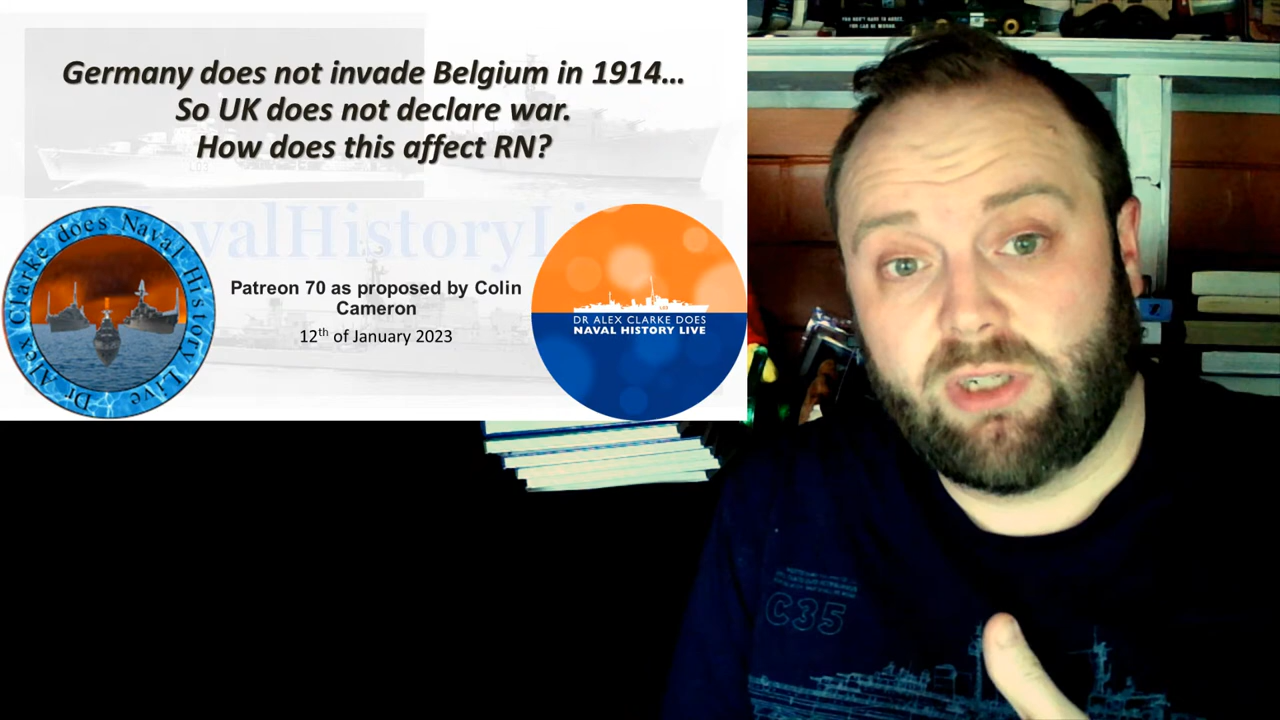 Germany does not invade Belgium in 1914...
So UK does not declare war.
How does this affect RN?
NavalHistoryLi
Dr Alex Clarke does Naval History Live
Patreon 70 as proposed by Colin
Cameron
12th of January 2023
DR ALEX CLARKE DOES
NAVAL HISTORY LIVE
L09
C35